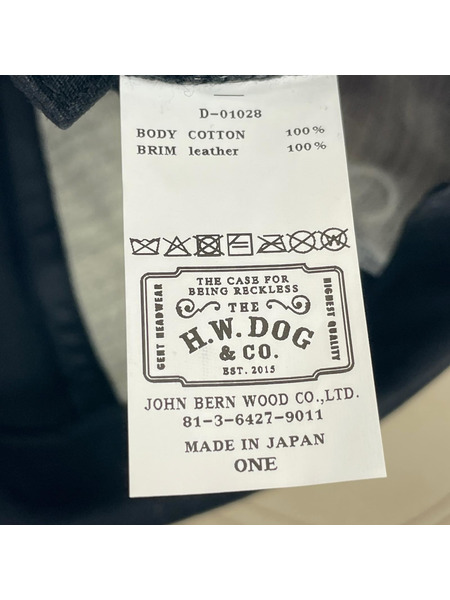 D-01028
BODY COTTON 100%
BRIM leather 100%
THE CASE FOR
BEING RECKLESS
THE
H.W.DOG
& CO.
EST. 2015
GENT HEADWEAR
HIGHEST QUALITY
JOHN BERN WOOD CO.,LTD.
81-3-6427-9011
MADE IN JAPAN
ONE